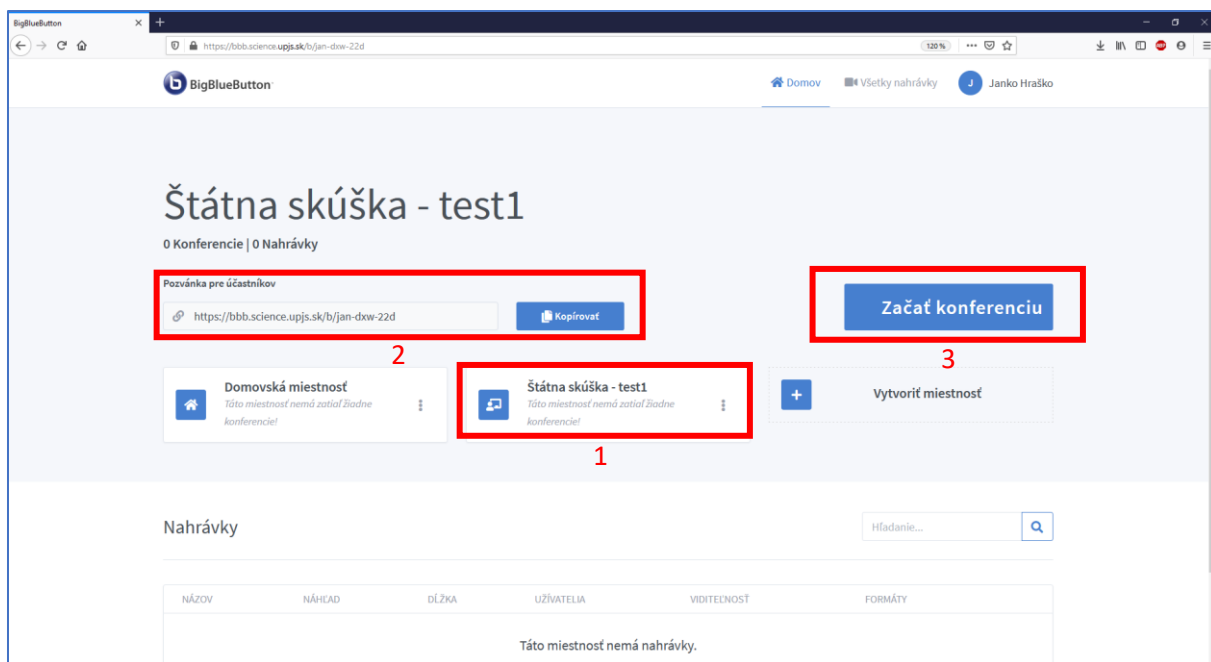 BigBlueButton
https://bbb.science.upjs.sk/b/jan-dxw-22d
120 %
b BigBlueButton
Domov
Všetky nahrávky
J
Janko Hraško
Štátna skúška - test1
0 Konferencie | 0 Nahrávky
Pozvánka pre účastníkov
https://bbb.science.upjs.sk/b/jan-dxw-22d
Kopírovať
Začať konferenciu
2
3
Domovská miestnosť
Táto miestnosť nemá zatiaľ žiadne
konferencie!
Štátna skúška - test1
Táto miestnosť nemá zatiaľ žiadne
konferencie!
Vytvoriť miestnosť
1
Nahrávky
Hľadanie...
NÁZOV
NÁHĽAD
DĹŽKA
UŽÍVATELIA
VIDITEĽNOSŤ
FORMÁTY
Táto miestnosť nemá nahrávky.